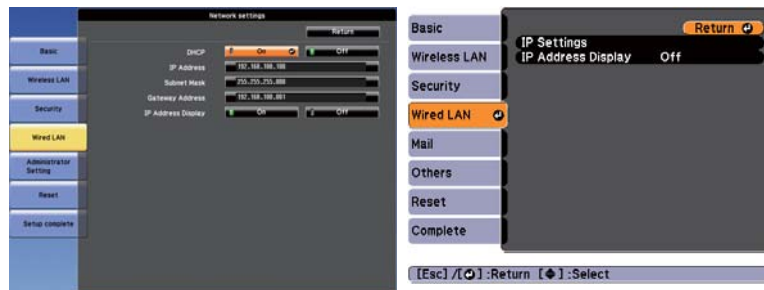 Network settings
Return
Basic
Wireless LAN
Security
Wired LAN
Administrator
Setting
Reset
Setup complete
DHCP On Off
IP Address 192.168.100.100
Subnet Mask 255.255.255.000
Gateway Address 192.168.100.001
IP Address Display On Off
Basic
Wireless LAN
Security
Wired LAN
Mail
Others
Reset
Complete
Return
IP Settings
IP Address Display Off
[Esc] /[ ] :Return [ ] :Select